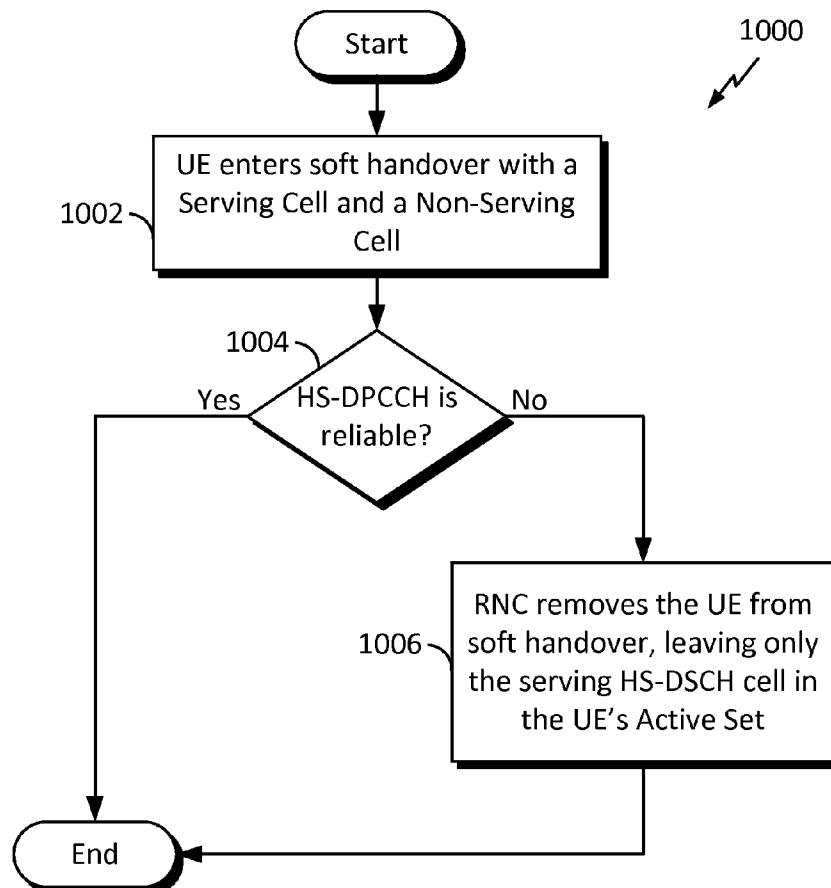 Start
1000
UE enters soft handover with a
Serving Cell and a Non-Serving
Cell
1002
1004
HS-DPCCH is
reliable?
Yes
No
RNC removes the UE from
soft handover, leaving only
the serving HS-DSCH cell in
the UE's Active Set
1006
End